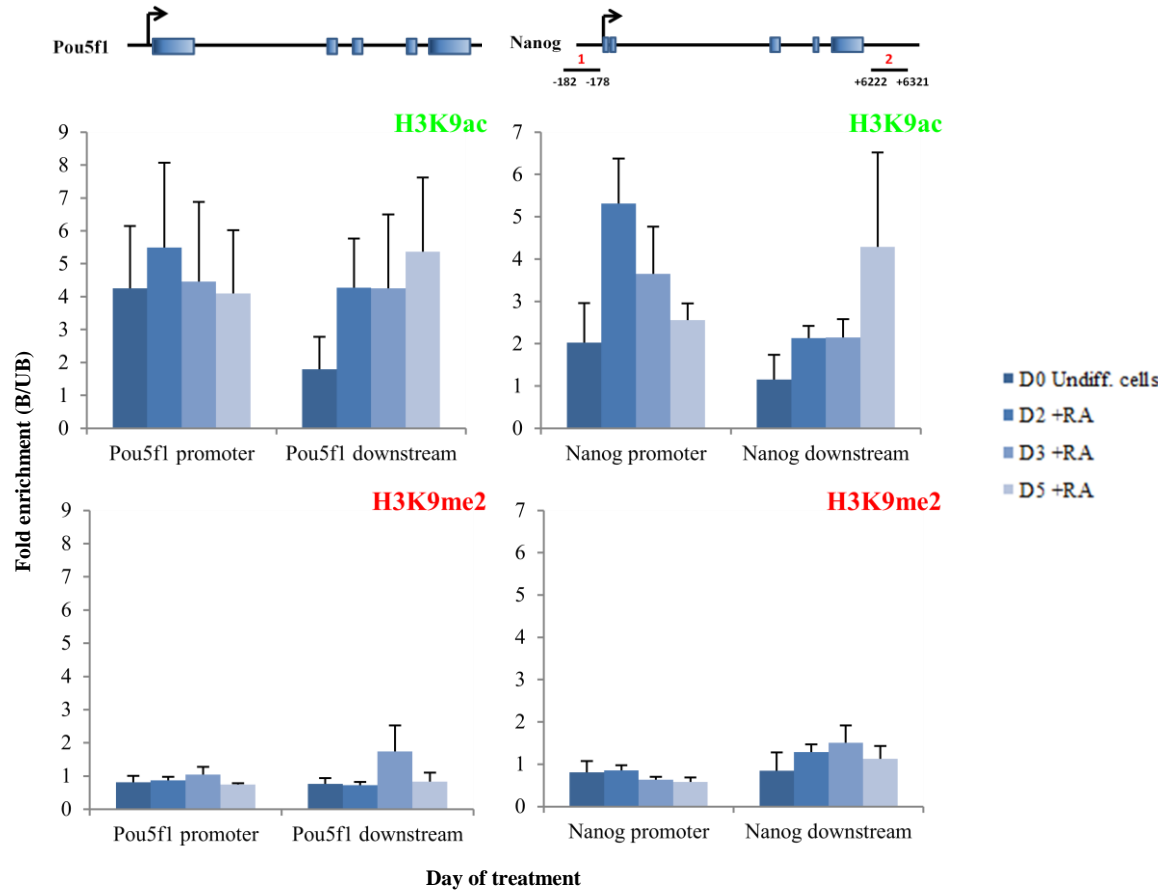 Pou5f1
Nanog
1
2
-182 -178
+6222 +6321
H3K9ac
9
8
7
6
5
4
3
2
1
0
Pou5f1 promoter Pou5f1 downstream
H3K9ac
7
6
5
4
3
2
1
0
Nanog promoter Nanog downstream
Fold enrichment (B/UB)
D0 Undiff. cells
D2 +RA
D3 +RA
D5 +RA
H3K9me2
9
8
7
6
5
4
3
2
1
0
Pou5f1 promoter Pou5f1 downstream
H3K9me2
7
6
5
4
3
2
1
0
Nanog promoter Nanog downstream
Day of treatment